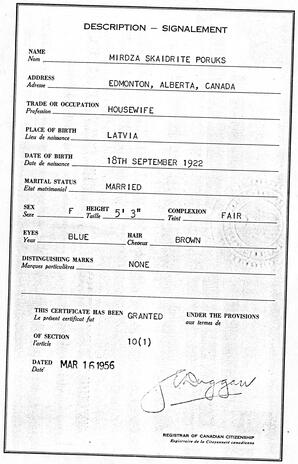 DESCRIPTION – SIGNALEMENT
NAME
Nom MIRDZA SKAIDRITE PORUKS
ADDRESS
Adresse EDMONTON, ALBERTA, CANADA
TRADE OR OCCUPATION
Profession HOUSEWIFE
PLACE OF BIRTH
Lieu de naissance LATVIA
DATE OF BIRTH
Date de naissance 18TH SEPTEMBER 1922
MARITAL STATUS
Etat matrimonial MARRIED
SEX HEIGHT COMPLEXION
Sexe F Taille 5' 3" Teint FAIR
EYES HAIR
Yeux BLUE Cheveux BROWN
DISTINGUISHING MARKS
Marques particulières NONE
THIS CERTIFICATE HAS BEEN GRANTED UNDER THE PROVISIONS
Le présent certificat fut aux termes de
OF SECTION
l'article 10(1)
DATED
Daté MAR 16 1956
REGISTRAR OF CANADIAN CITIZENSHIP
Registraire de la Citoyenneté canadienne